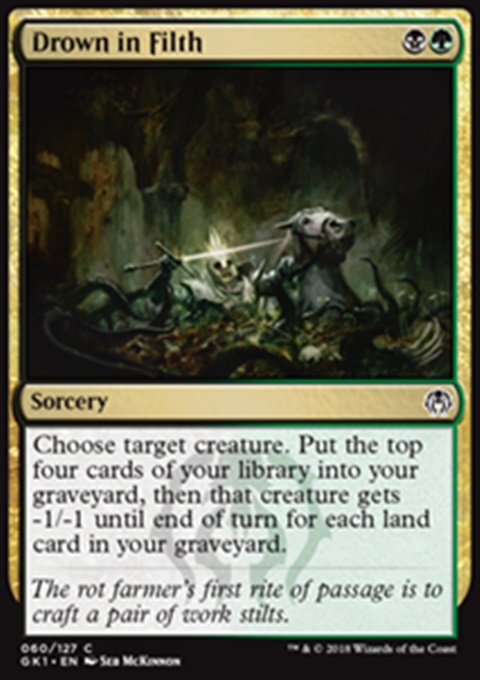 Drown in Filth
Sorcery
Choose target creature. Put the top
four cards of your library into your
graveyard, then that creature gets
-1/-1 until end of turn for each land
card in your graveyard.
The rot farmer's first rite of passage is to
craft a pair of work stilts.
060/127 C
GK1 • EN Seb McKinnon
™ & © 2018 Wizards of the Coast